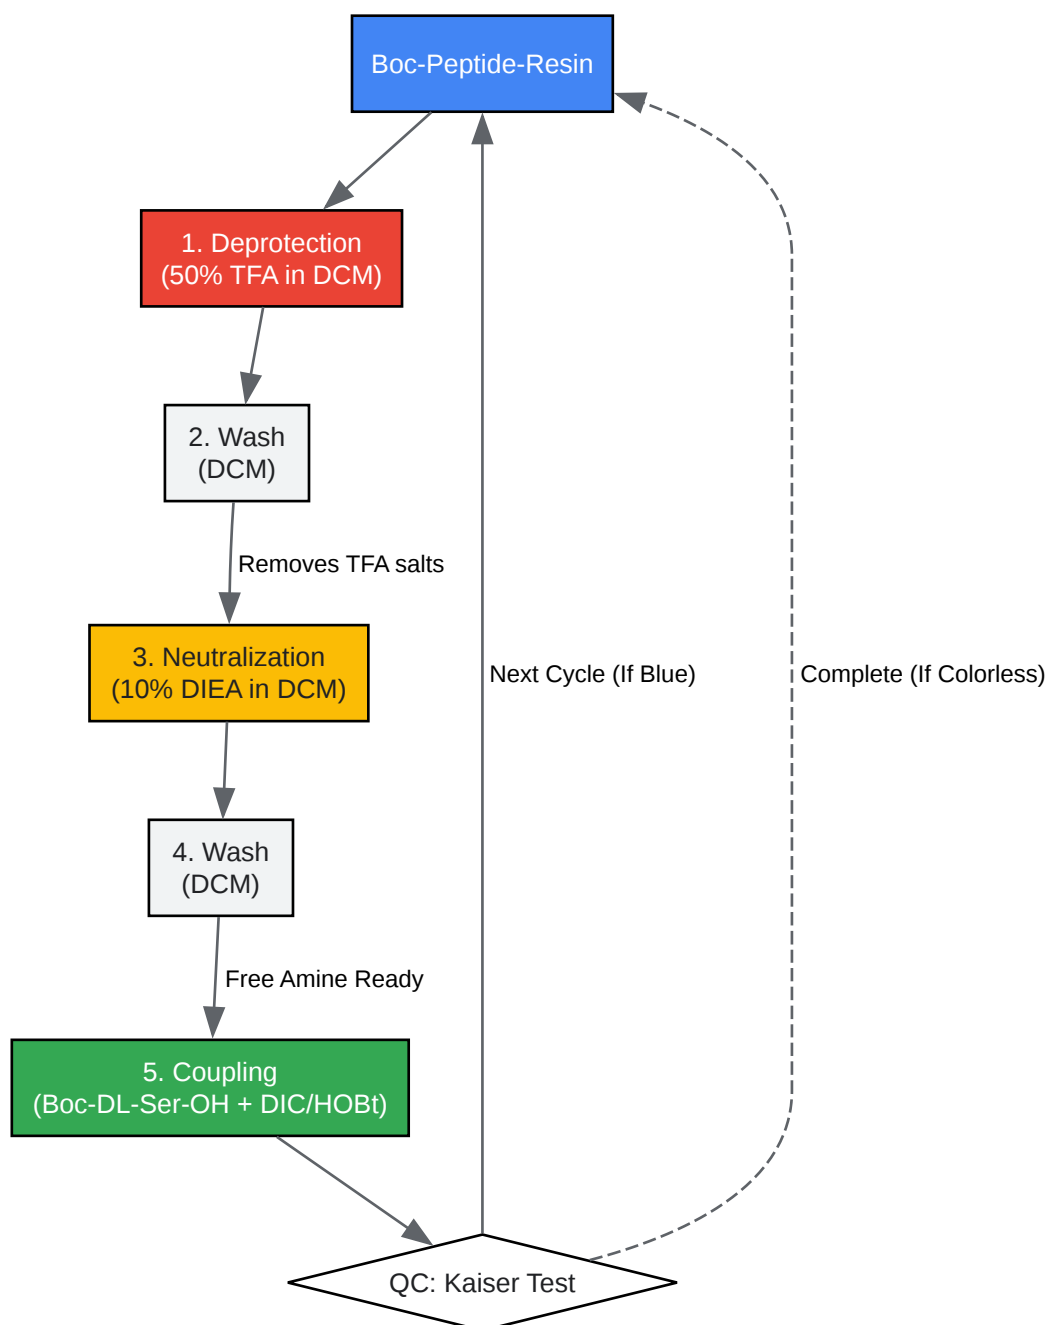 Boc-Peptide-Resin
1. Deprotection
(50% TFA in DCM)
2. Wash
(DCM)
Removes TFA salts
3. Neutralization
(10% DIEA in DCM)
Next Cycle (If Blue)
Complete (If Colorless)
4. Wash
(DCM)
Free Amine Ready
5. Coupling
(Boc-DL-Ser-OH + DIC/HOBt)
QC: Kaiser Test